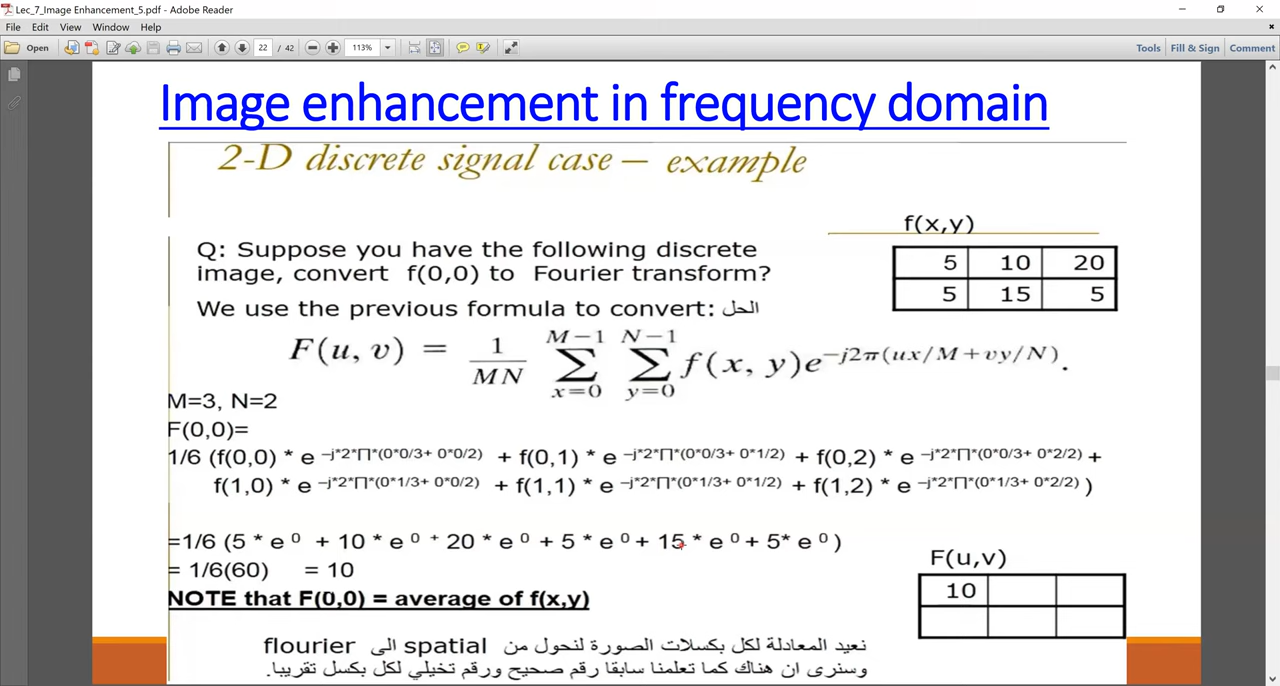 Lec_7_Image Enhancement_5.pdf - Adobe Reader
File Edit View Window Help
Open 22 / 42 113% Tools Fill & Sign Comment
Image enhancement in frequency domain
2-D discrete signal case – example
f(x,y)
Q: Suppose you have the following discrete
image, convert f(0,0) to Fourier transform?
5 10 20
5 15 5
We use the previous formula to convert: الحل
F(u, v) = 1/MN ∑_{x=0}^{M−1} ∑_{y=0}^{N−1} f(x, y)e^{−j2π(ux/M+vy/N)}.
M=3, N=2
F(0,0)=
1/6 (f(0,0) * e ^{–j*2*∏*(0*0/3+ 0*0/2)} + f(0,1) * e ^{–j*2*∏*(0*0/3+ 0*1/2)} + f(0,2) * e ^{–j*2*∏*(0*0/3+ 0*2/2)} +
f(1,0) * e ^{–j*2*∏*(0*1/3+ 0*0/2)} + f(1,1) * e ^{–j*2*∏*(0*1/3+ 0*1/2)} + f(1,2) * e ^{–j*2*∏*(0*1/3+ 0*2/2)} )
=1/6 (5 * e ^0 + 10 * e ^0 + 20 * e ^0 + 5 * e ^0 + 15 * e ^0 + 5* e ^0 )
= 1/6(60) = 10
F(u,v)
10
NOTE that F(0,0) = average of f(x,y)
نعيد المعادلة لكل بكسلات الصورة لنحول من spatial الى flourier
وسنرى ان هناك كما تعلمنا سابقا رقم صحيح ورقم تخيلي لكل بكسل تقريبا.